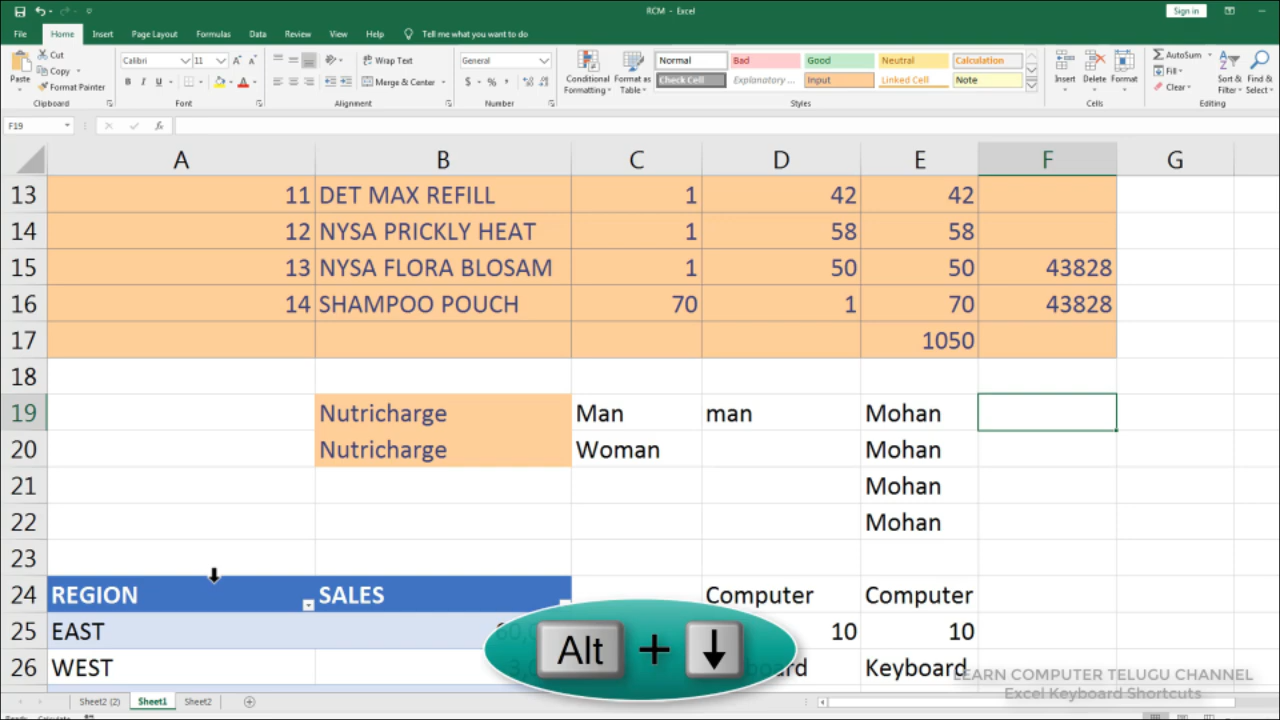 RCM - Excel
Sign in
File Home Insert Page Layout Formulas Data Review View Help Tell me what you want to do
Paste
Cut
Copy
Format Painter
Clipboard
Calibri 11
B I U
Font
Wrap Text
Merge & Center
Alignment
General
Number
Conditional Formatting
Format as Table
Normal Bad Good Neutral Calculation
Check Cell Explanatory ... Input Linked Cell Note
Styles
Insert Delete Format
Cells
AutoSum
Fill
Clear
Sort & Filter
Find & Select
Editing
F19
fx
A B C D E F G
13 11 DET MAX REFILL 1 42 42
14 12 NYSA PRICKLY HEAT 1 58 58
15 13 NYSA FLORA BLOSAM 1 50 50 43828
16 14 SHAMPOO POUCH 70 1 70 43828
17 1050
18
19 Nutricharge Man man Mohan
20 Nutricharge Woman Mohan
21 Mohan
22 Mohan
23
24 REGION SALES Computer Computer
25 EAST 10 10
26 WEST Keyboard
Alt + ↓
LEARN COMPUTER TELUGU CHANNEL
Excel Keyboard Shortcuts
Sheet2 (2) Sheet1 Sheet2